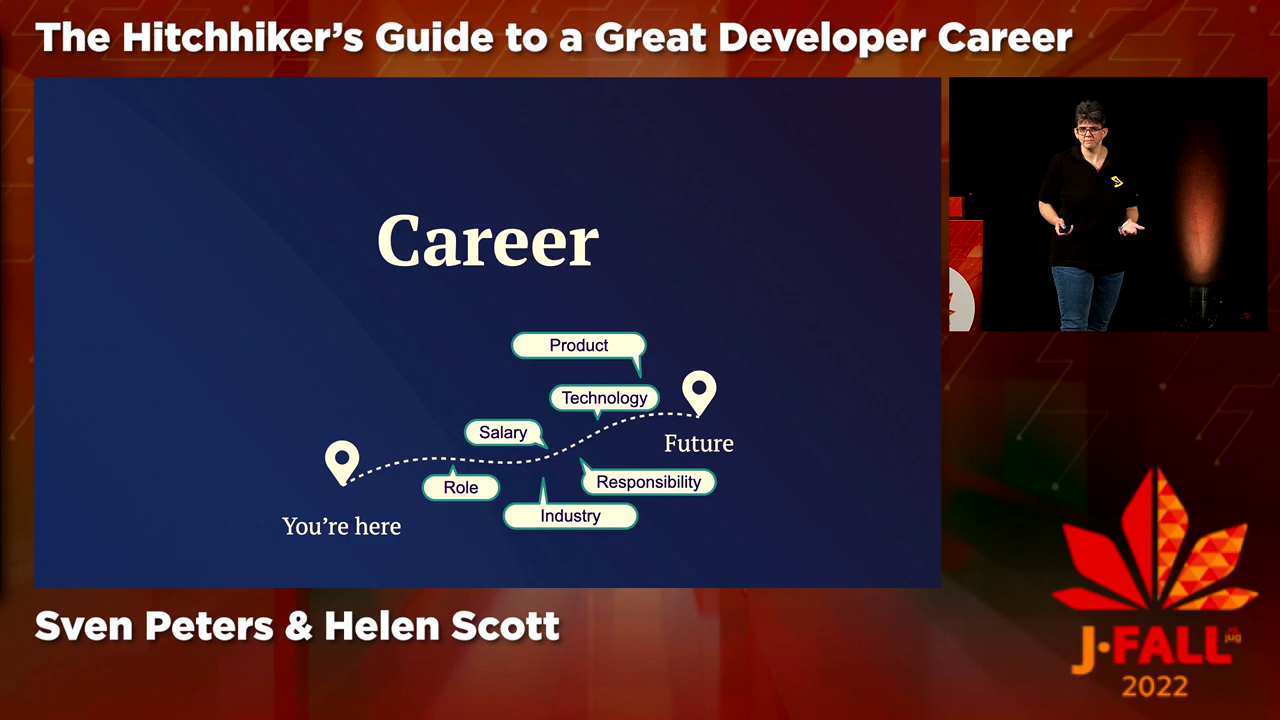 The Hitchhiker's Guide to a Great Developer Career
Career
Product
Technology
Salary
Future
Role
Responsibility
Industry
You're here
Sven Peters & Helen Scott
J-FALL
jug
2022